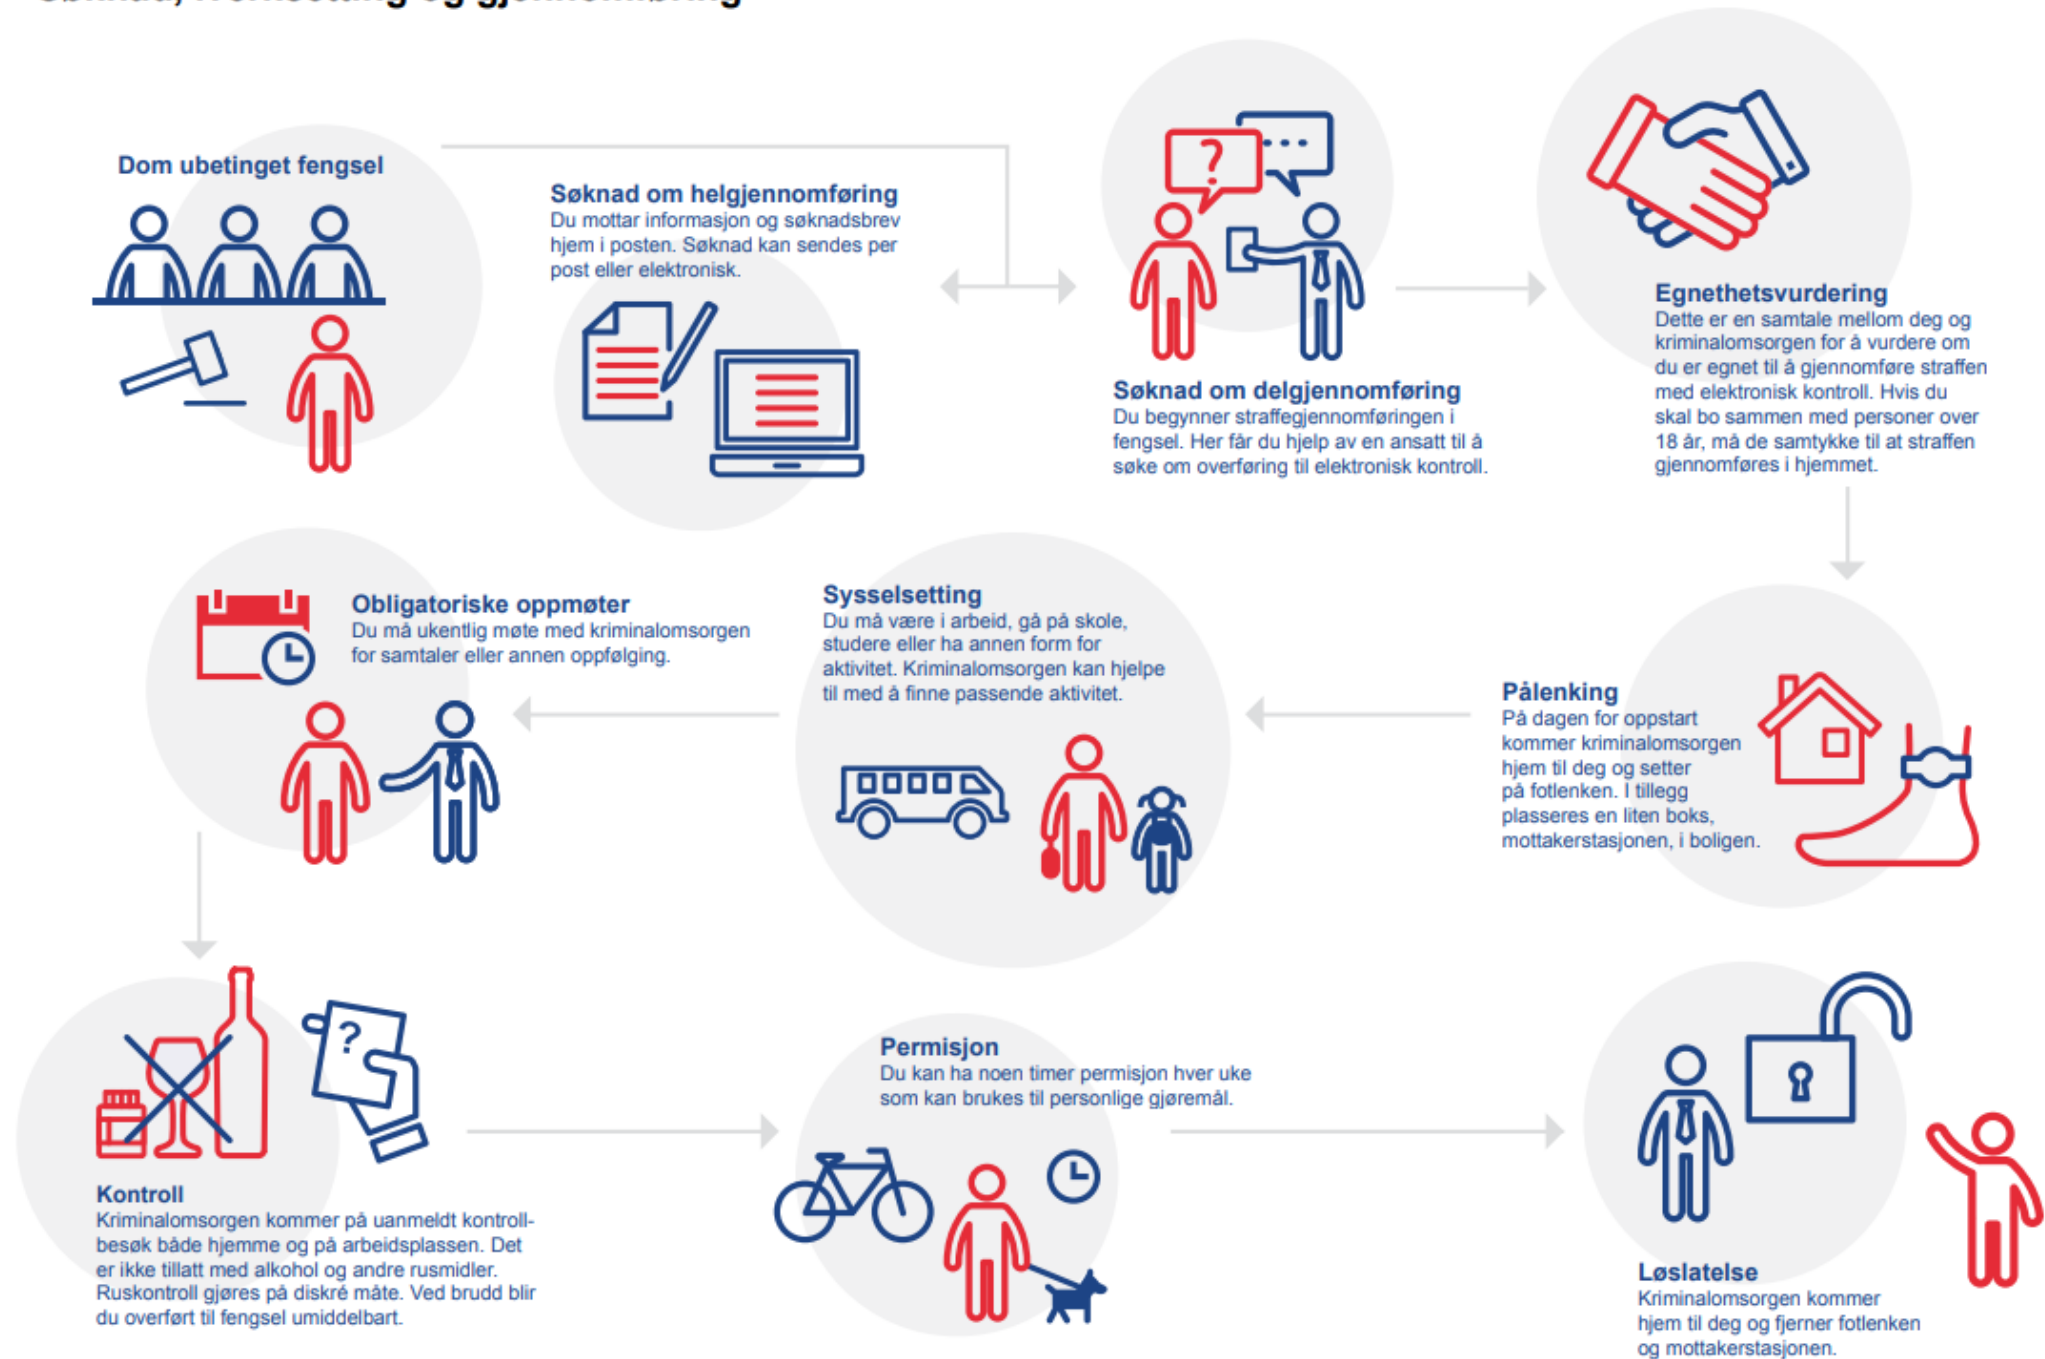 og gjennomføring
Dom ubetinget fengsel
Søknad om helgjennomføring
Du mottar informasjon og søknadsbrev
hjem i posten. Søknad kan sendes per
post eller elektronisk.
?
...
Søknad om delgjennomføring
Du begynner straffegjennomføringen i
fengsel. Her får du hjelp av en ansatt til å
søke om overføring til elektronisk kontroll.
Egnethetsvurdering
Dette er en samtale mellom deg og
kriminalomsorgen for å vurdere om
du er egnet til å gjennomføre straffen
med elektronisk kontroll. Hvis du
skal bo sammen med personer over
18 år, må de samtykke til at straffen
gjennomføres i hjemmet.
Pålenking
På dagen for oppstart
kommer kriminalomsorgen
hjem til deg og setter
på fotlenken. I tillegg
plasseres en liten boks,
mottakerstasjonen, i boligen.
Sysselsetting
Du må være i arbeid, gå på skole,
studere eller ha annen form for
aktivitet. Kriminalomsorgen kan hjelpe
til med å finne passende aktivitet.
Obligatoriske oppmøter
Du må ukentlig møte med kriminalomsorgen
for samtaler eller annen oppfølging.
?
Kontroll
Kriminalomsorgen kommer på uanmeldt kontroll-
besøk både hjemme og på arbeidsplassen. Det
er ikke tillatt med alkohol og andre rusmidler.
Ruskontroll gjøres på diskré måte. Ved brudd blir
du overført til fengsel umiddelbart.
Permisjon
Du kan ha noen timer permisjon hver uke
som kan brukes til personlige gjøremål.
Løslatelse
Kriminalomsorgen kommer
hjem til deg og fjerner fotlenken
og mottakerstasjonen.